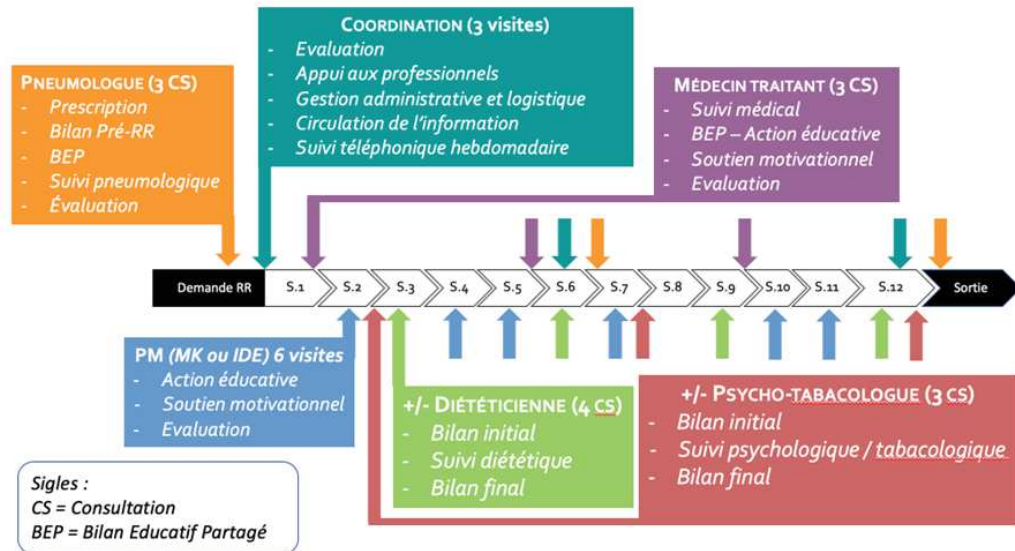 COORDINATION (3 visites)
- Evaluation
- Appui aux professionnels
- Gestion administrative et logistique
- Circulation de l'information
- Suivi téléphonique hebdomadaire
PNEUMOLOGUE (3 CS)
- Prescription
- Bilan Pré-RR
- BEP
- Suivi pneumologique
- Évaluation
MÉDECIN TRAITANT (3 CS)
- Suivi médical
- BEP – Action éducative
- Soutien motivationnel
- Evaluation
Demande RR
S.1
S.2
S.3
S.4
S.5
S.6
S.7
S.8
S.9
S.10
S.11
S.12
Sortie
PM (MK ou IDE) 6 visites
- Action éducative
- Soutien motivationnel
- Evaluation
+/- DIÉTÉTICIENNE (4 CS)
- Bilan initial
- Suivi diététique
- Bilan final
+/- PSYCHO-TABACOLOGUE (3 CS)
- Bilan initial
- Suivi psychologique / tabacologique
- Bilan final
Sigles :
CS = Consultation
BEP = Bilan Educatif Partagé